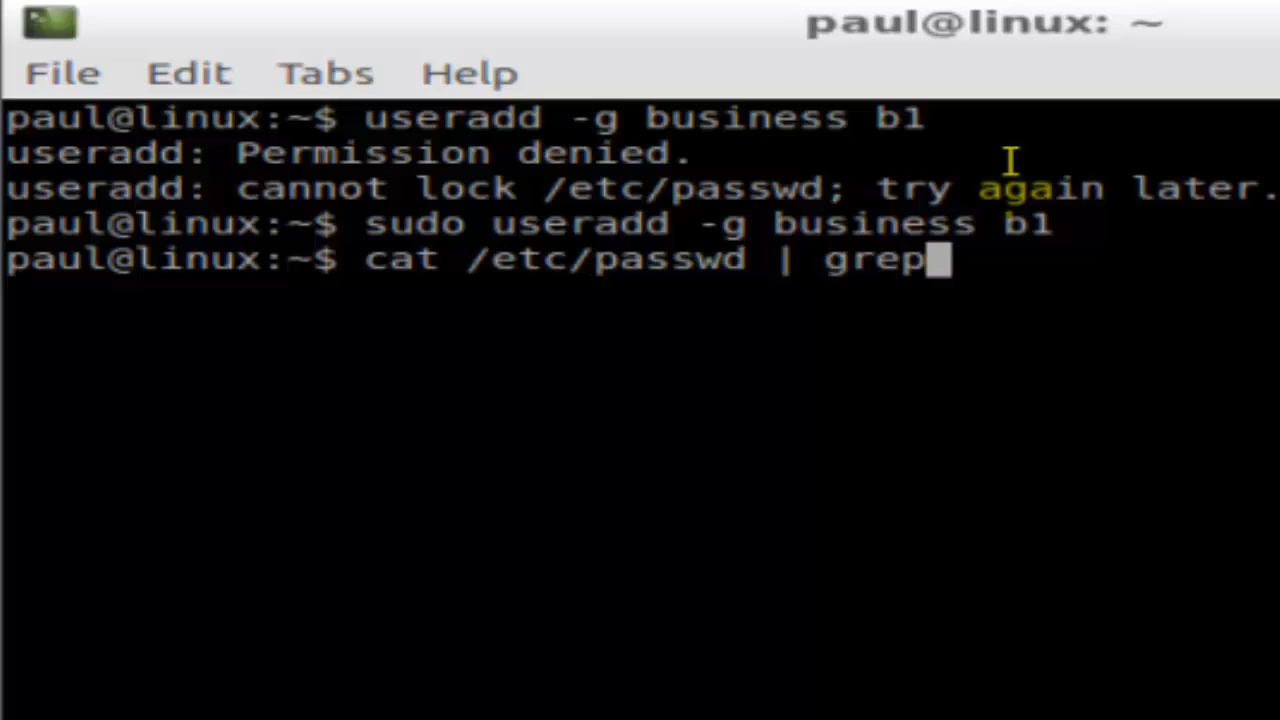 paul@linux: ~
File Edit Tabs Help
paul@linux:~$ useradd -g business b1
useradd: Permission denied.
useradd: cannot lock /etc/passwd; try again later.
paul@linux:~$ sudo useradd -g business b1
paul@linux:~$ cat /etc/passwd | grep